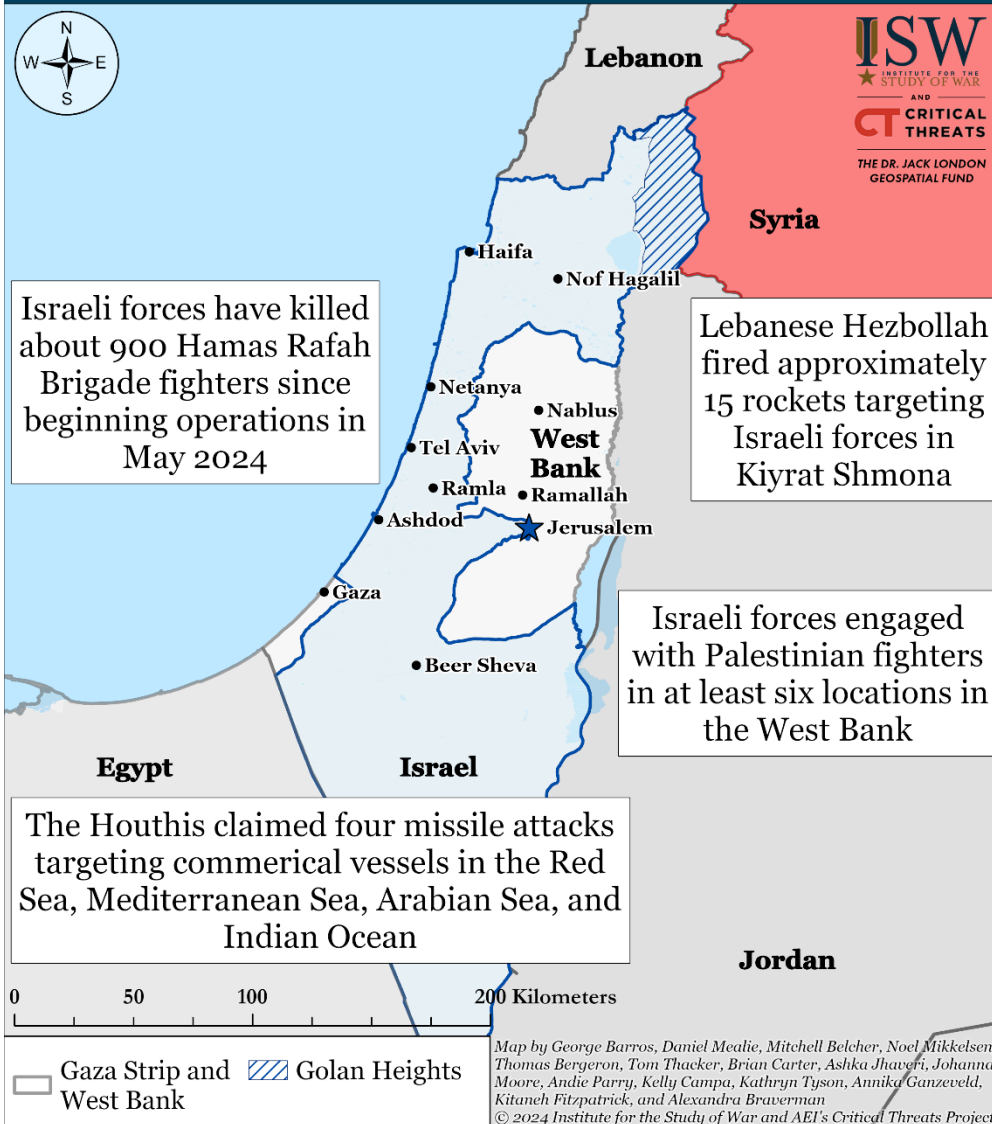 N
W
E
S
Lebanon
ISW
INSTITUTE FOR THE
STUDY OF WAR
AND
CT CRITICAL
THREATS
THE DR. JACK LONDON
GEOSPATIAL FUND
Syria
Haifa
Nof Hagalil
Israeli forces have killed
about 900 Hamas Rafah
Brigade fighters since
beginning operations in
May 2024
Lebanese Hezbollah
fired approximately
15 rockets targeting
Israeli forces in
Kiyrat Shmona
Netanya
Nablus
West
Bank
Tel Aviv
Ramla
Ramallah
Ashdod
Jerusalem
Gaza
Israeli forces engaged
with Palestinian fighters
in at least six locations in
the West Bank
Beer Sheva
Egypt
Israel
The Houthis claimed four missile attacks
targeting commerical vessels in the Red
Sea, Mediterranean Sea, Arabian Sea, and
Indian Ocean
Jordan
0 50 100 200 Kilometers
Gaza Strip and
West Bank
Golan Heights
Map by George Barros, Daniel Mealie, Mitchell Belcher, Noel Mikkelsen,
Thomas Bergeron, Tom Thacker, Brian Carter, Ashka Jhaveri, Johanna
Moore, Andie Parry, Kelly Campa, Kathryn Tyson, Annika Ganzeveld,
Kitaneh Fitzpatrick, and Alexandra Braverman
© 2024 Institute for the Study of War and AEI's Critical Threats Project